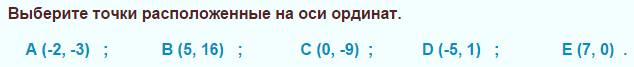 Выберите точки расположенные на оси ординат.
A (-2, -3) ; B (5, 16) ; C (0, -9) ; D (-5, 1) ; E (7, 0) .